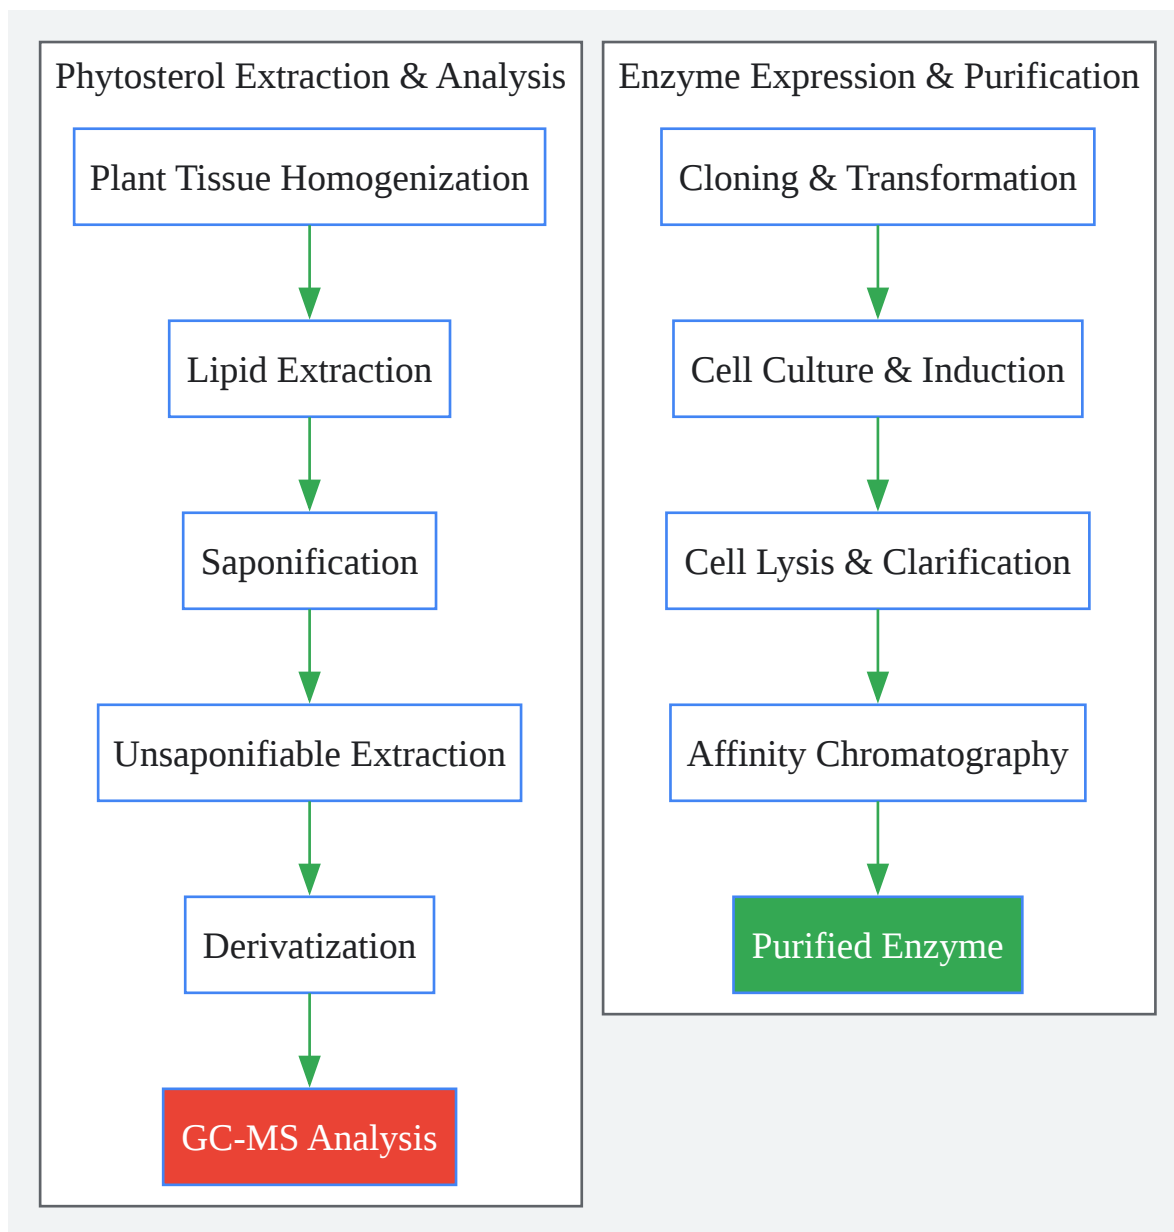 Phytosterol Extraction & Analysis
Plant Tissue Homogenization
Lipid Extraction
Saponification
Unsaponifiable Extraction
Derivatization
GC-MS Analysis
Enzyme Expression & Purification
Cloning & Transformation
Cell Culture & Induction
Cell Lysis & Clarification
Affinity Chromatography
Purified Enzyme